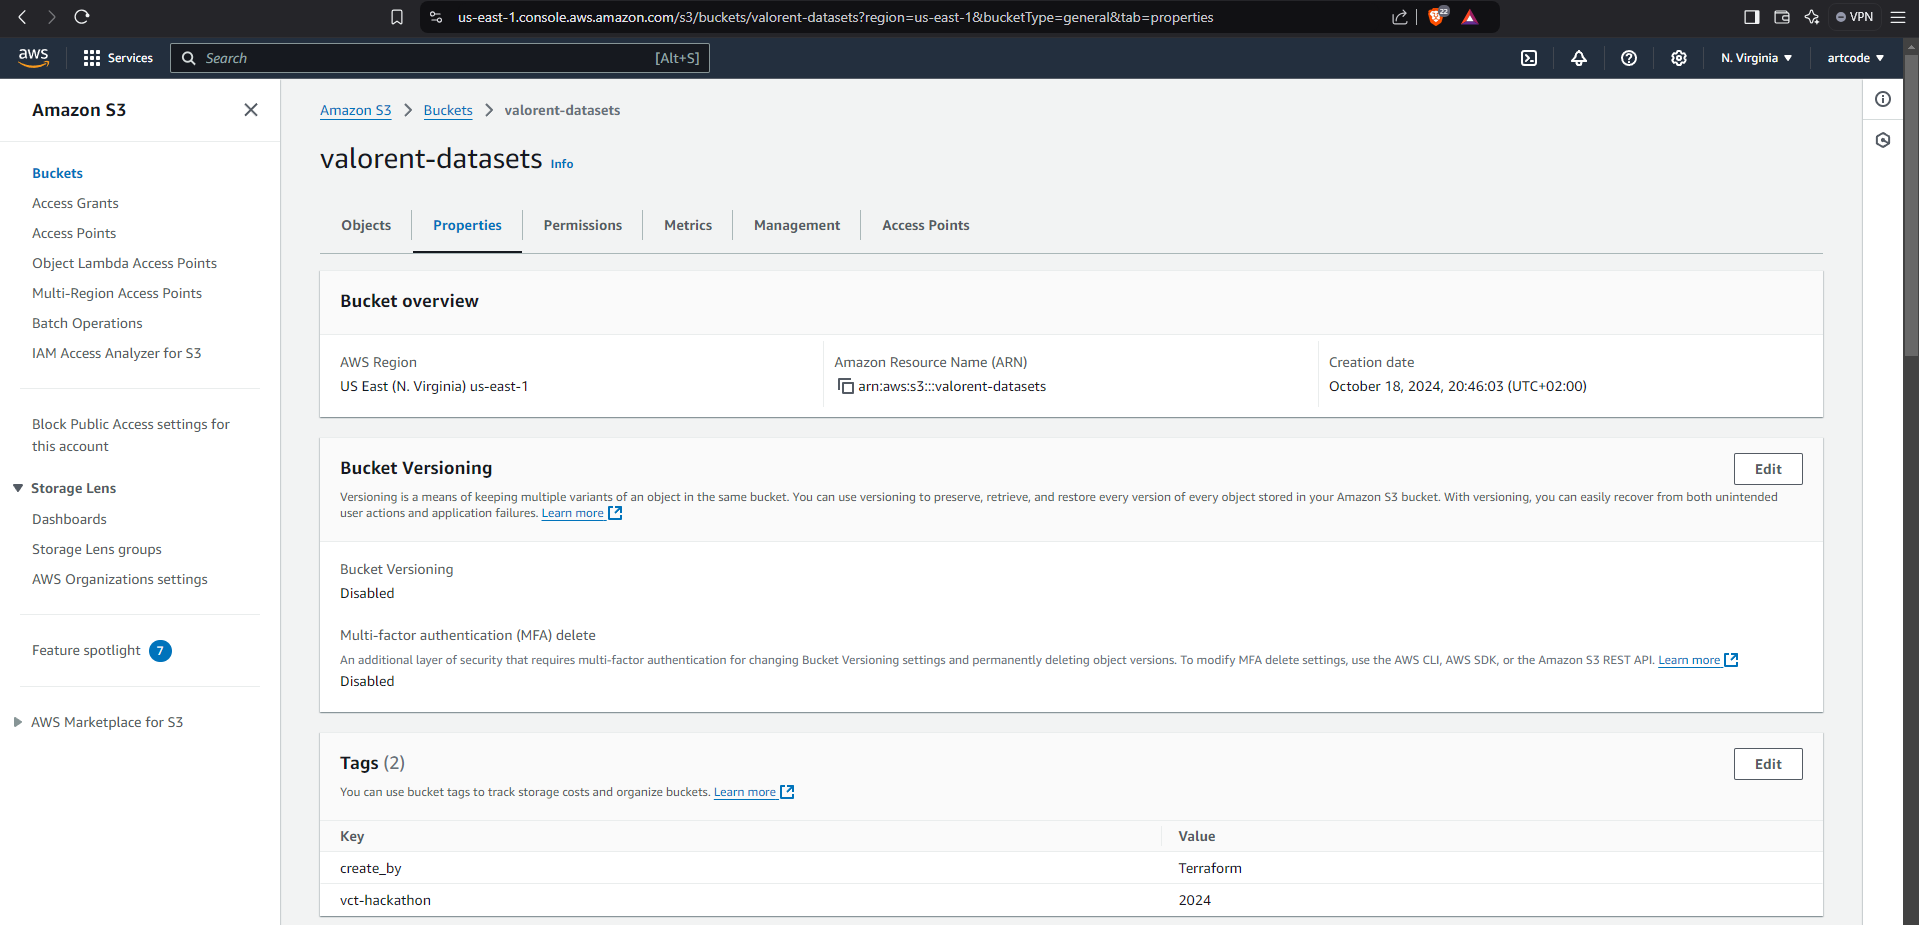 us-east-1.console.aws.amazon.com/s3/buckets/valorent-datasets?region=us-east-1&bucketType=general&tab=properties
22
VPN
aws
Services
Search
[Alt+S]
N. Virginia
artcode
Amazon S3
Buckets
Access Grants
Access Points
Object Lambda Access Points
Multi-Region Access Points
Batch Operations
IAM Access Analyzer for S3
Block Public Access settings for
this account
Storage Lens
Dashboards
Storage Lens groups
AWS Organizations settings
Feature spotlight 7
AWS Marketplace for S3
Amazon S3 > Buckets > valorent-datasets
valorent-datasets Info
Objects
Properties
Permissions
Metrics
Management
Access Points
Bucket overview
AWS Region
US East (N. Virginia) us-east-1
Amazon Resource Name (ARN)
arn:aws:s3:::valorent-datasets
Creation date
October 18, 2024, 20:46:03 (UTC+02:00)
Bucket Versioning
Edit
Versioning is a means of keeping multiple variants of an object in the same bucket. You can use versioning to preserve, retrieve, and restore every version of every object stored in your Amazon S3 bucket. With versioning, you can easily recover from both unintended
user actions and application failures. Learn more
Bucket Versioning
Disabled
Multi-factor authentication (MFA) delete
An additional layer of security that requires multi-factor authentication for changing Bucket Versioning settings and permanently deleting object versions. To modify MFA delete settings, use the AWS CLI, AWS SDK, or the Amazon S3 REST API. Learn more
Disabled
Tags (2)
Edit
You can use bucket tags to track storage costs and organize buckets. Learn more
Key Value
create_by Terraform
vct-hackathon 2024